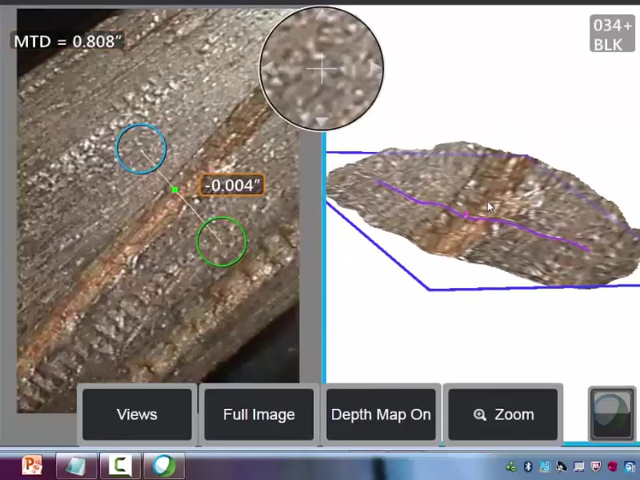 MTD = 0.808"
034+
BLK
-0.004"
Views
Full Image
Depth Map On
Zoom